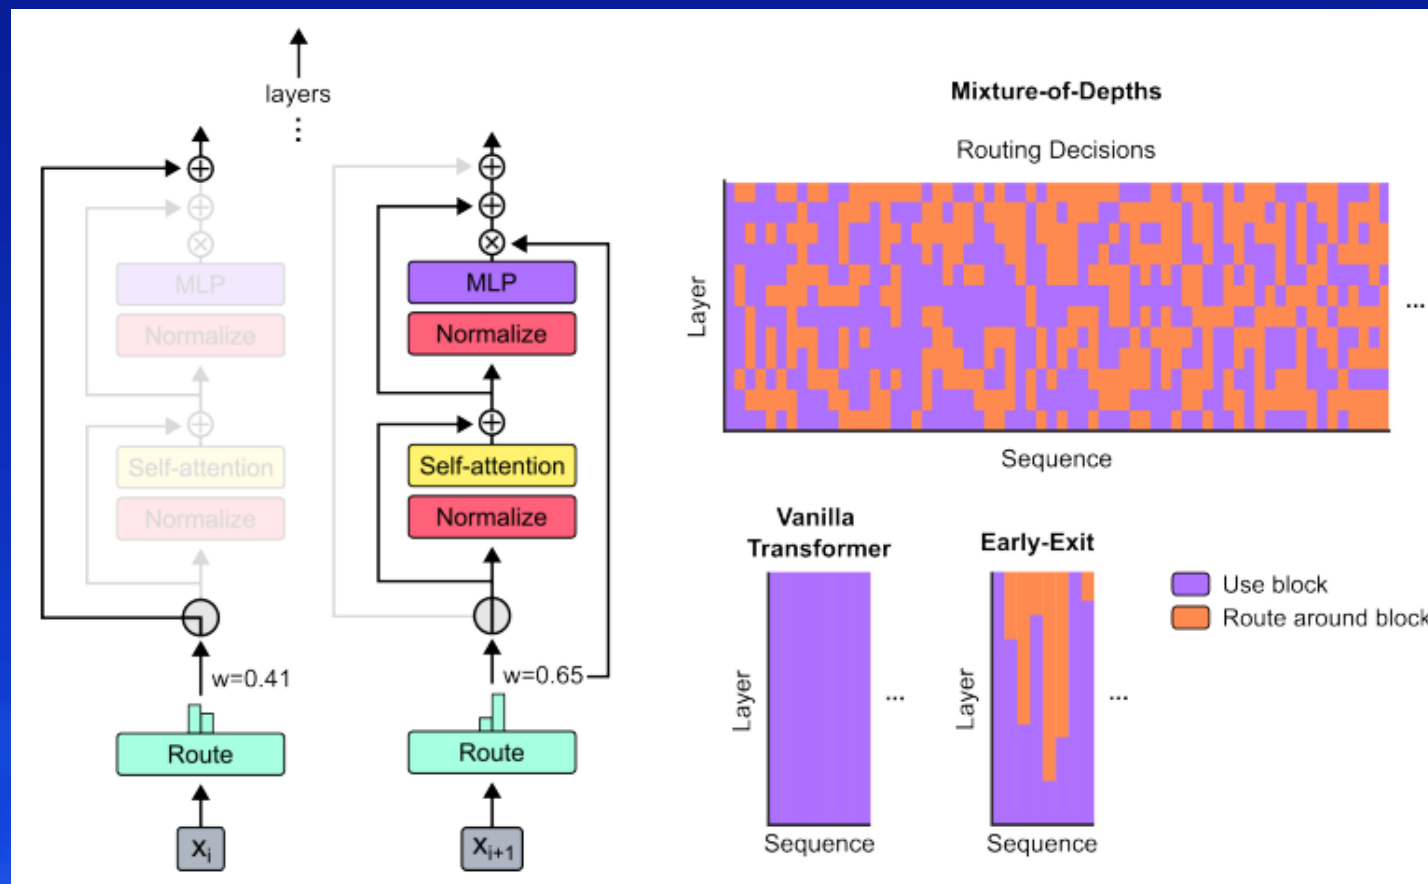 layers
⋮
MLP
Normalize
Self-attention
Normalize
w=0.41
Route
xᵢ
MLP
Normalize
Self-attention
Normalize
w=0.65
Route
xᵢ₊₁
Mixture-of-Depths
Routing Decisions
Layer
...
Sequence
Vanilla
Transformer
Layer
...
Sequence
Early-Exit
Layer
...
Sequence
Use block
Route around block